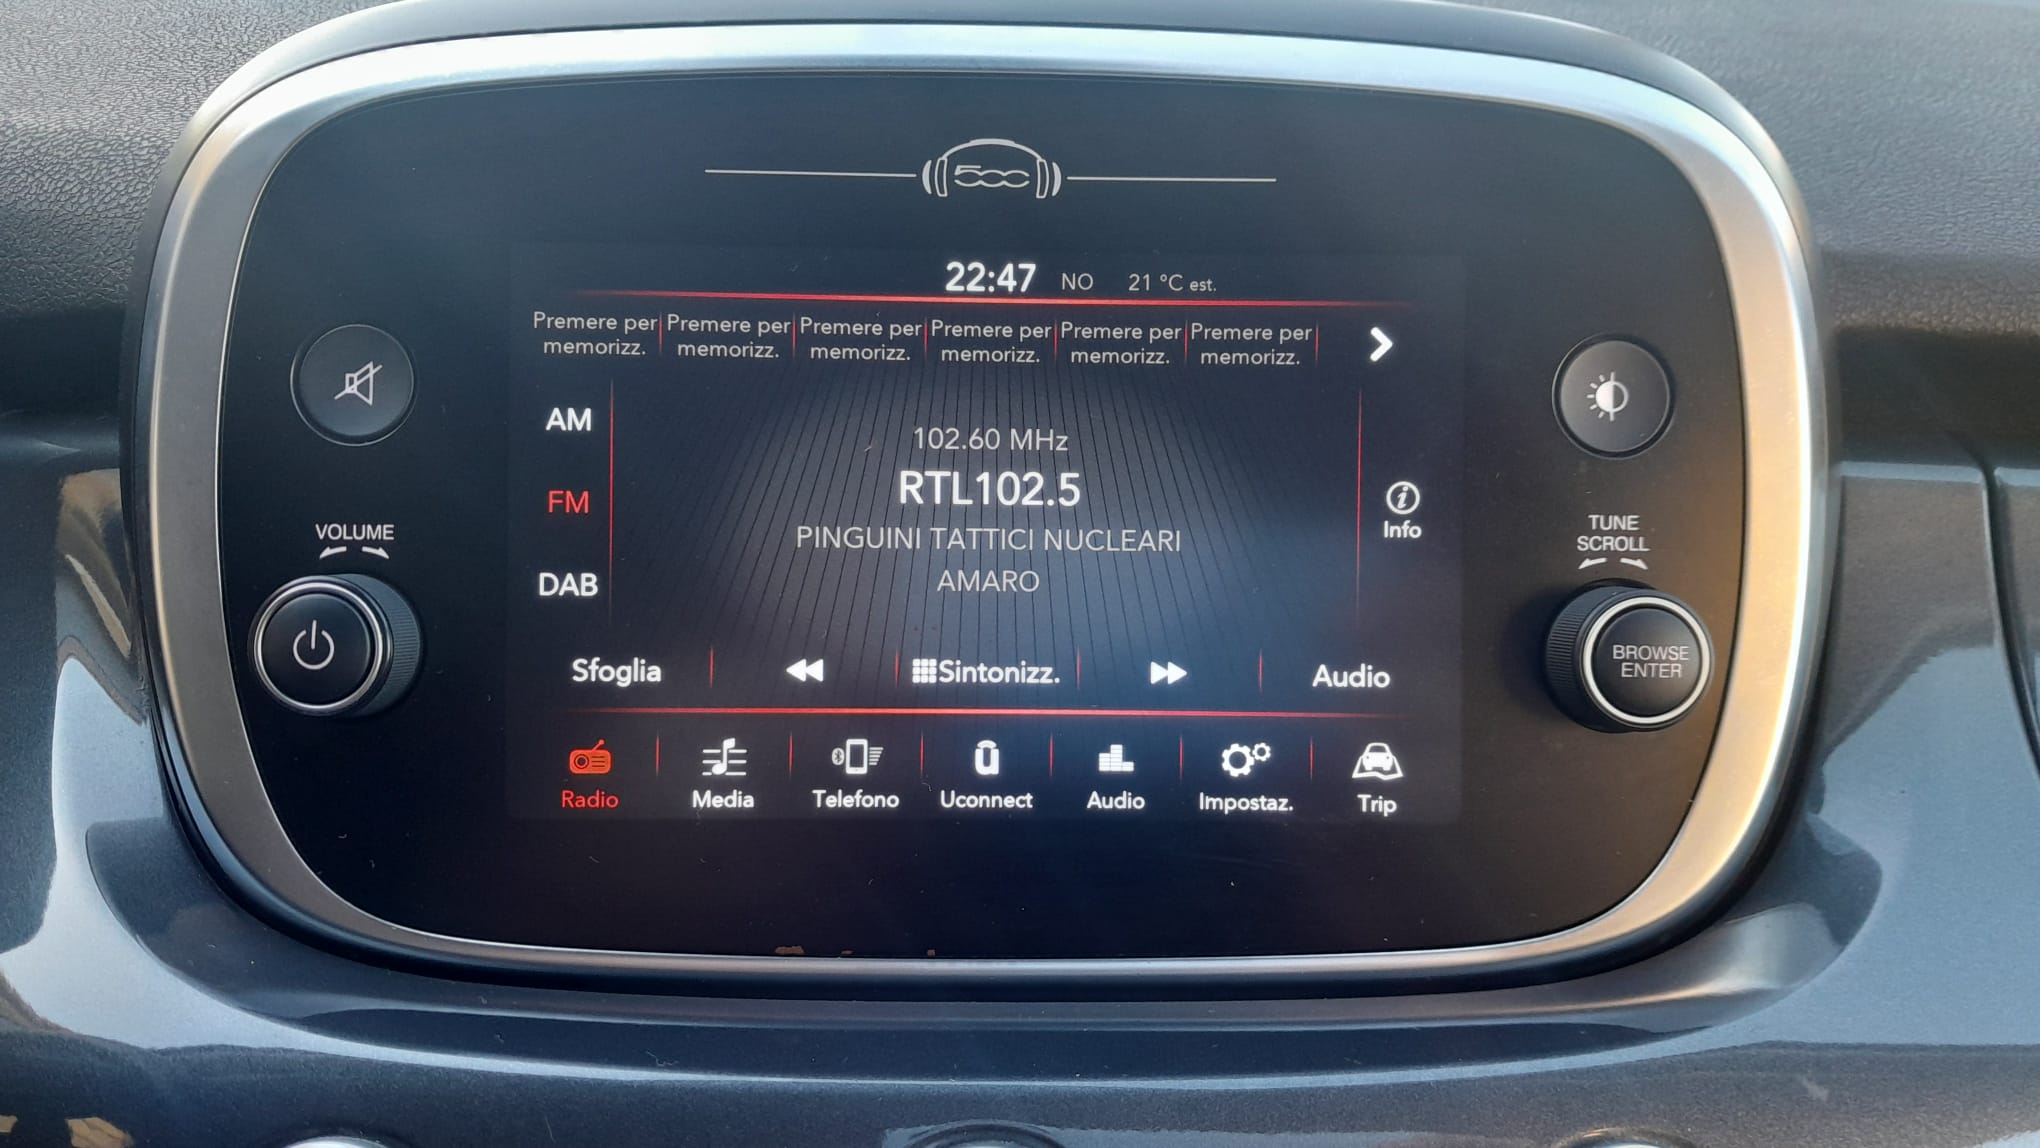 500
22:47 NO 21 °C est.
Premere per Premere per Premere per Premere per Premere per Premere per
memorizz. memorizz. memorizz. memorizz. memorizz. memorizz.
AM
102.60 MHz
RTL102.5
FM
Info
PINGUINI TATTICI NUCLEARI
AMARO
DAB
VOLUME
TUNE
SCROLL
BROWSE
ENTER
Sfoglia Sintonizz. Audio
Radio Media Telefono Uconnect Audio Impostaz. Trip